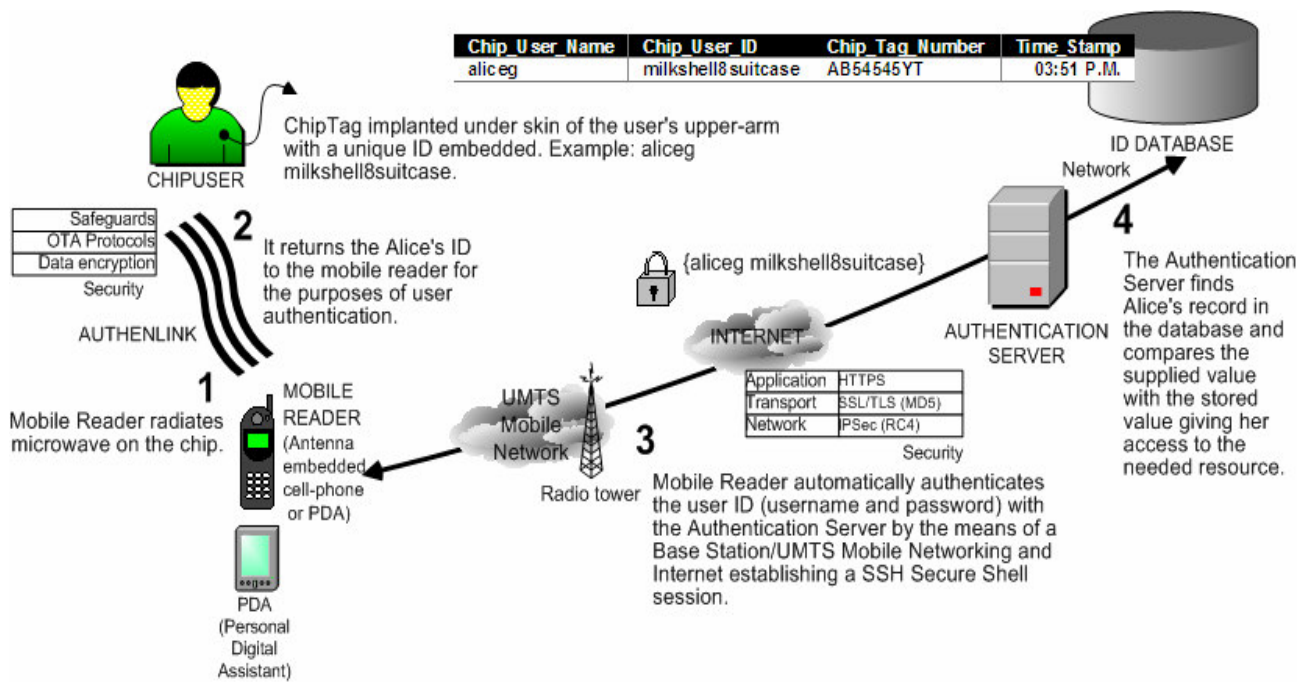 Chip_User_Name Chip_User_ID Chip_Tag_Number Time_Stamp
aliceg milkshell8suitcase AB54545YT 03:51 P.M.
ID DATABASE
ChipTag implanted under skin of the user's upper-arm
with a unique ID embedded. Example: aliceg
milkshell8suitcase.
CHIPUSER
Safeguards
OTA Protocols
Data encryption
Security
AUTHENLINK
2
It returns the Alice's ID
to the mobile reader for
the purposes of user
authentication.
1
Mobile Reader radiates
microwave on the chip.
MOBILE
READER
(Antenna
embedded
cell-phone
or PDA)
PDA
(Personal
Digital
Assistant)
UMTS
Mobile
Network
Radio tower
{aliceg milkshell8suitcase}
INTERNET
Application HTTPS
Transport SSL/TLS (MD5)
Network IPSec (RC4)
Security
3
Mobile Reader automatically authenticates
the user ID (username and password) with
the Authentication Server by the means of a
Base Station/UMTS Mobile Networking and
Internet establishing a SSH Secure Shell
session.
AUTHENTICATION
SERVER
Network
4
The Authentication
Server finds
Alice's record in
the database and
compares the
supplied value
with the stored
value giving her
access to the
needed resource.